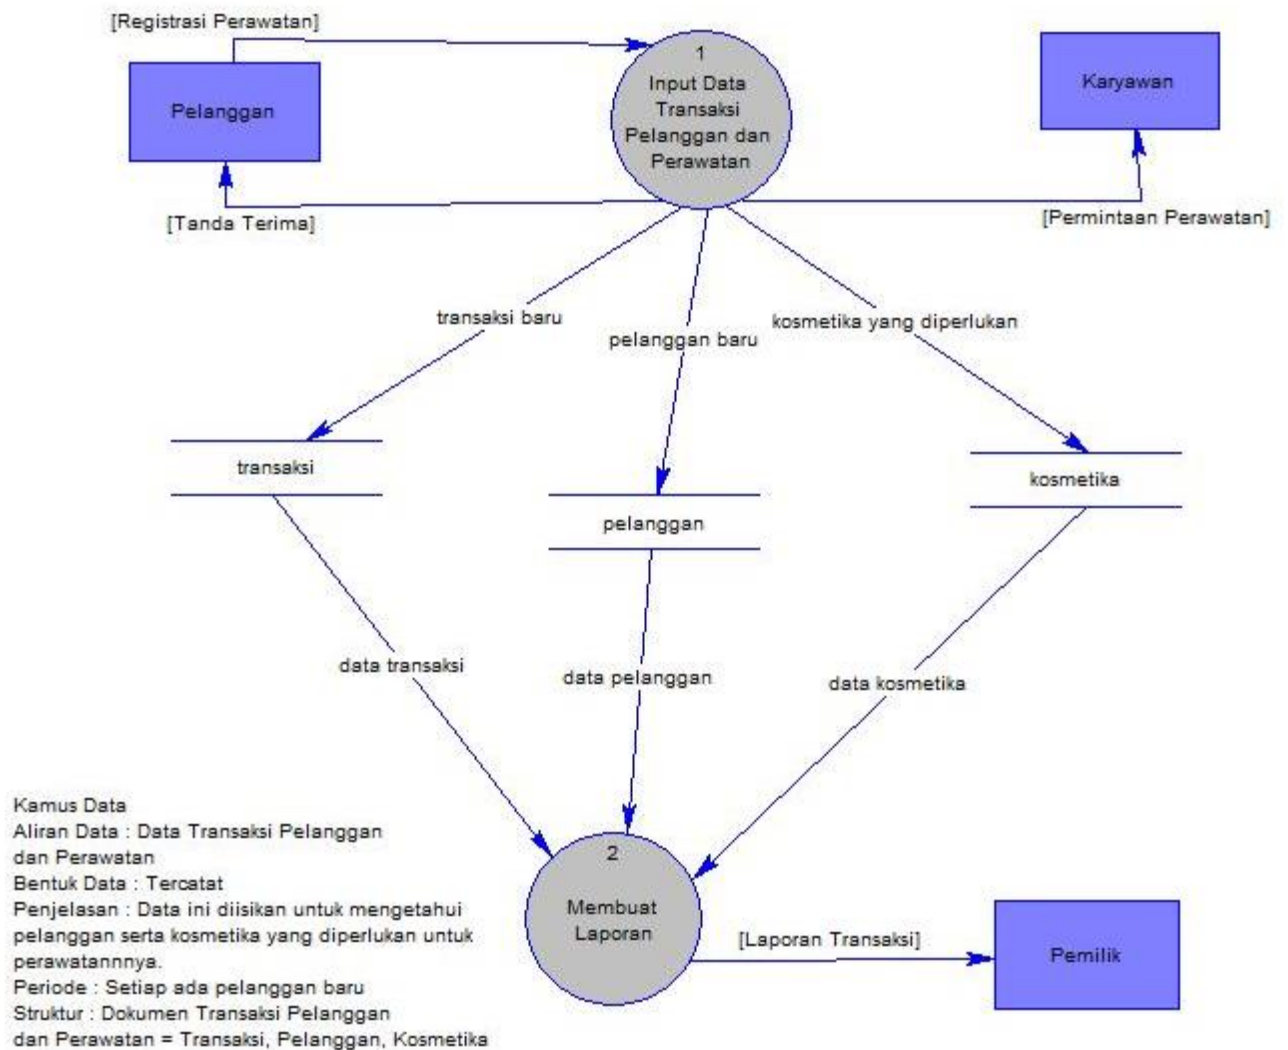 [Registrasi Perawatan]
Pelanggan
1
Input Data
Transaksi
Pelanggan dan
Perawatan
Karyawan
[Tanda Terima]
[Permintaan Perawatan]
transaksi baru
pelanggan baru
kosmetika yang diperlukan
transaksi
pelanggan
kosmetika
data transaksi
data pelanggan
data kosmetika
Kamus Data
Aliran Data : Data Transaksi Pelanggan
dan Perawatan
Bentuk Data : Tercatat
Penjelasan : Data ini diisikan untuk mengetahui
pelanggan serta kosmetika yang diperlukan untuk
perawatannnya.
Periode : Setiap ada pelanggan baru
Struktur : Dokumen Transaksi Pelanggan
dan Perawatan = Transaksi, Pelanggan, Kosmetika
2
Membuat
Laporan
[Laporan Transaksi]
Pemilik